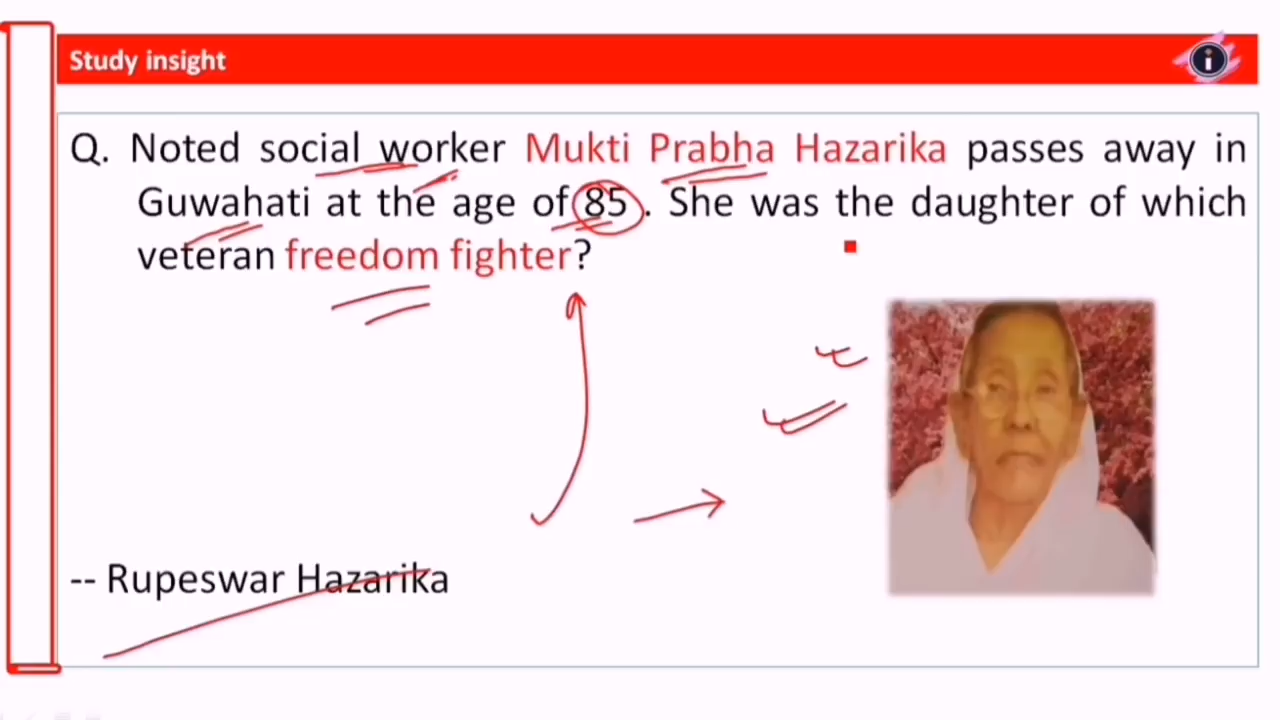 Study insight
i
Q. Noted social worker Mukti Prabha Hazarika passes away in
Guwahati at the age of 85 . She was the daughter of which
veteran freedom fighter?
-- Rupeswar Hazarika